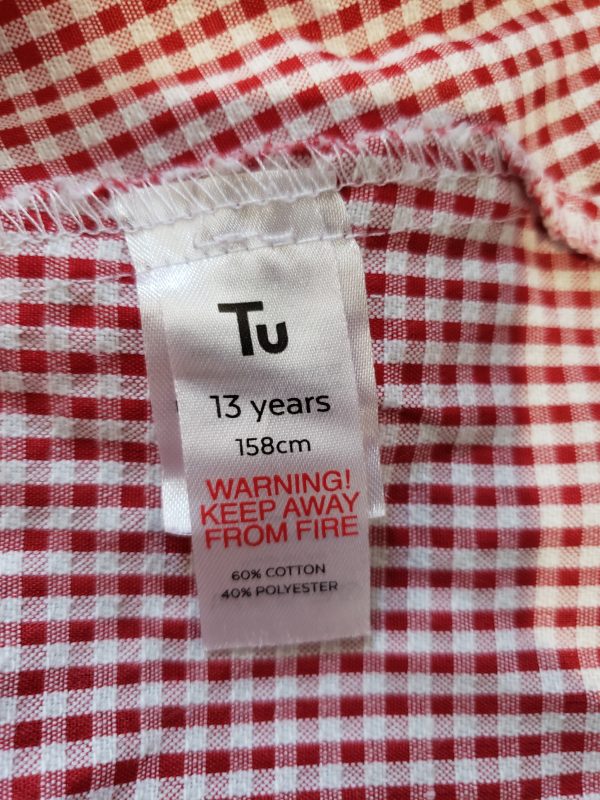 Tu
13 years
158cm
WARNING!
KEEP AWAY
FROM FIRE
60% COTTON
40% POLYESTER